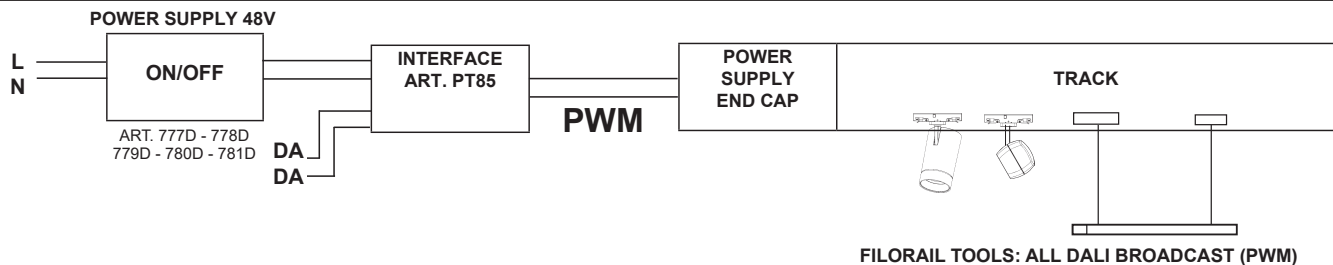 POWER SUPPLY 48V
L
N
ON/OFF
ART. 777D - 778D
779D - 780D - 781D
DA
DA
INTERFACE
ART. PT85
PWM
POWER
SUPPLY
END CAP
TRACK
FILORAIL TOOLS: ALL DALI BROADCAST (PWM)